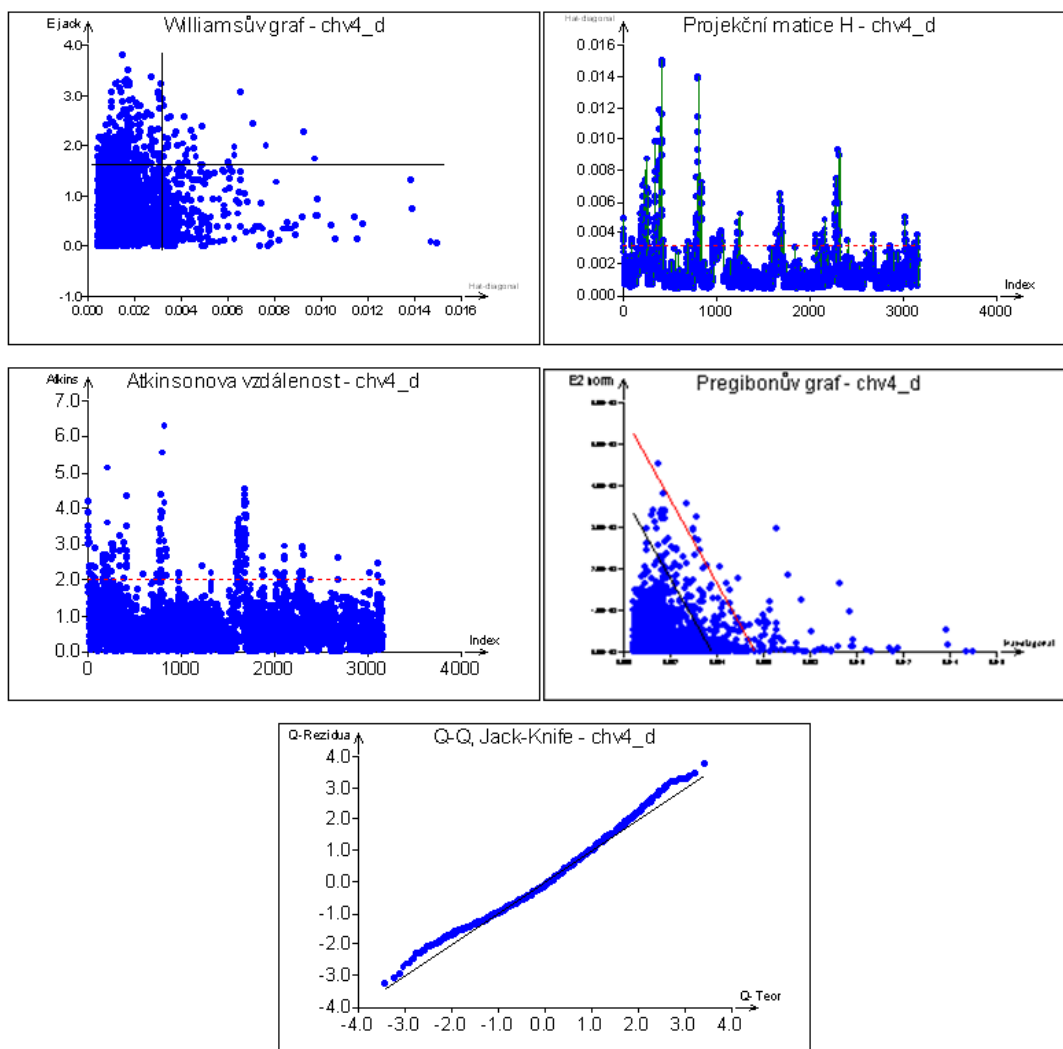 E jack
Williamsův graf - chv4_d
4.0
3.0
2.0
1.0
0.0
-1.0
Hat-diagonal
0.000 0.002 0.004 0.006 0.008 0.010 0.012 0.014 0.016
Hat-diagonal
Projekční matice H - chv4_d
0.016
0.014
0.012
0.010
0.008
0.006
0.004
0.002
0.000
Index
0 1000 2000 3000 4000
Atkins
Atkinsonova vzdálenost - chv4_d
7.0
6.0
5.0
4.0
3.0
2.0
1.0
0.0
Index
0 1000 2000 3000 4000
E2 norm
Pregibonův graf - chv4_d
Q-Rezidua
Q-Q, Jack-Knife - chv4_d
4.0
3.0
2.0
1.0
0.0
-1.0
-2.0
-3.0
-4.0
Q- Teor
-4.0 -3.0 -2.0 -1.0 0.0 1.0 2.0 3.0 4.0